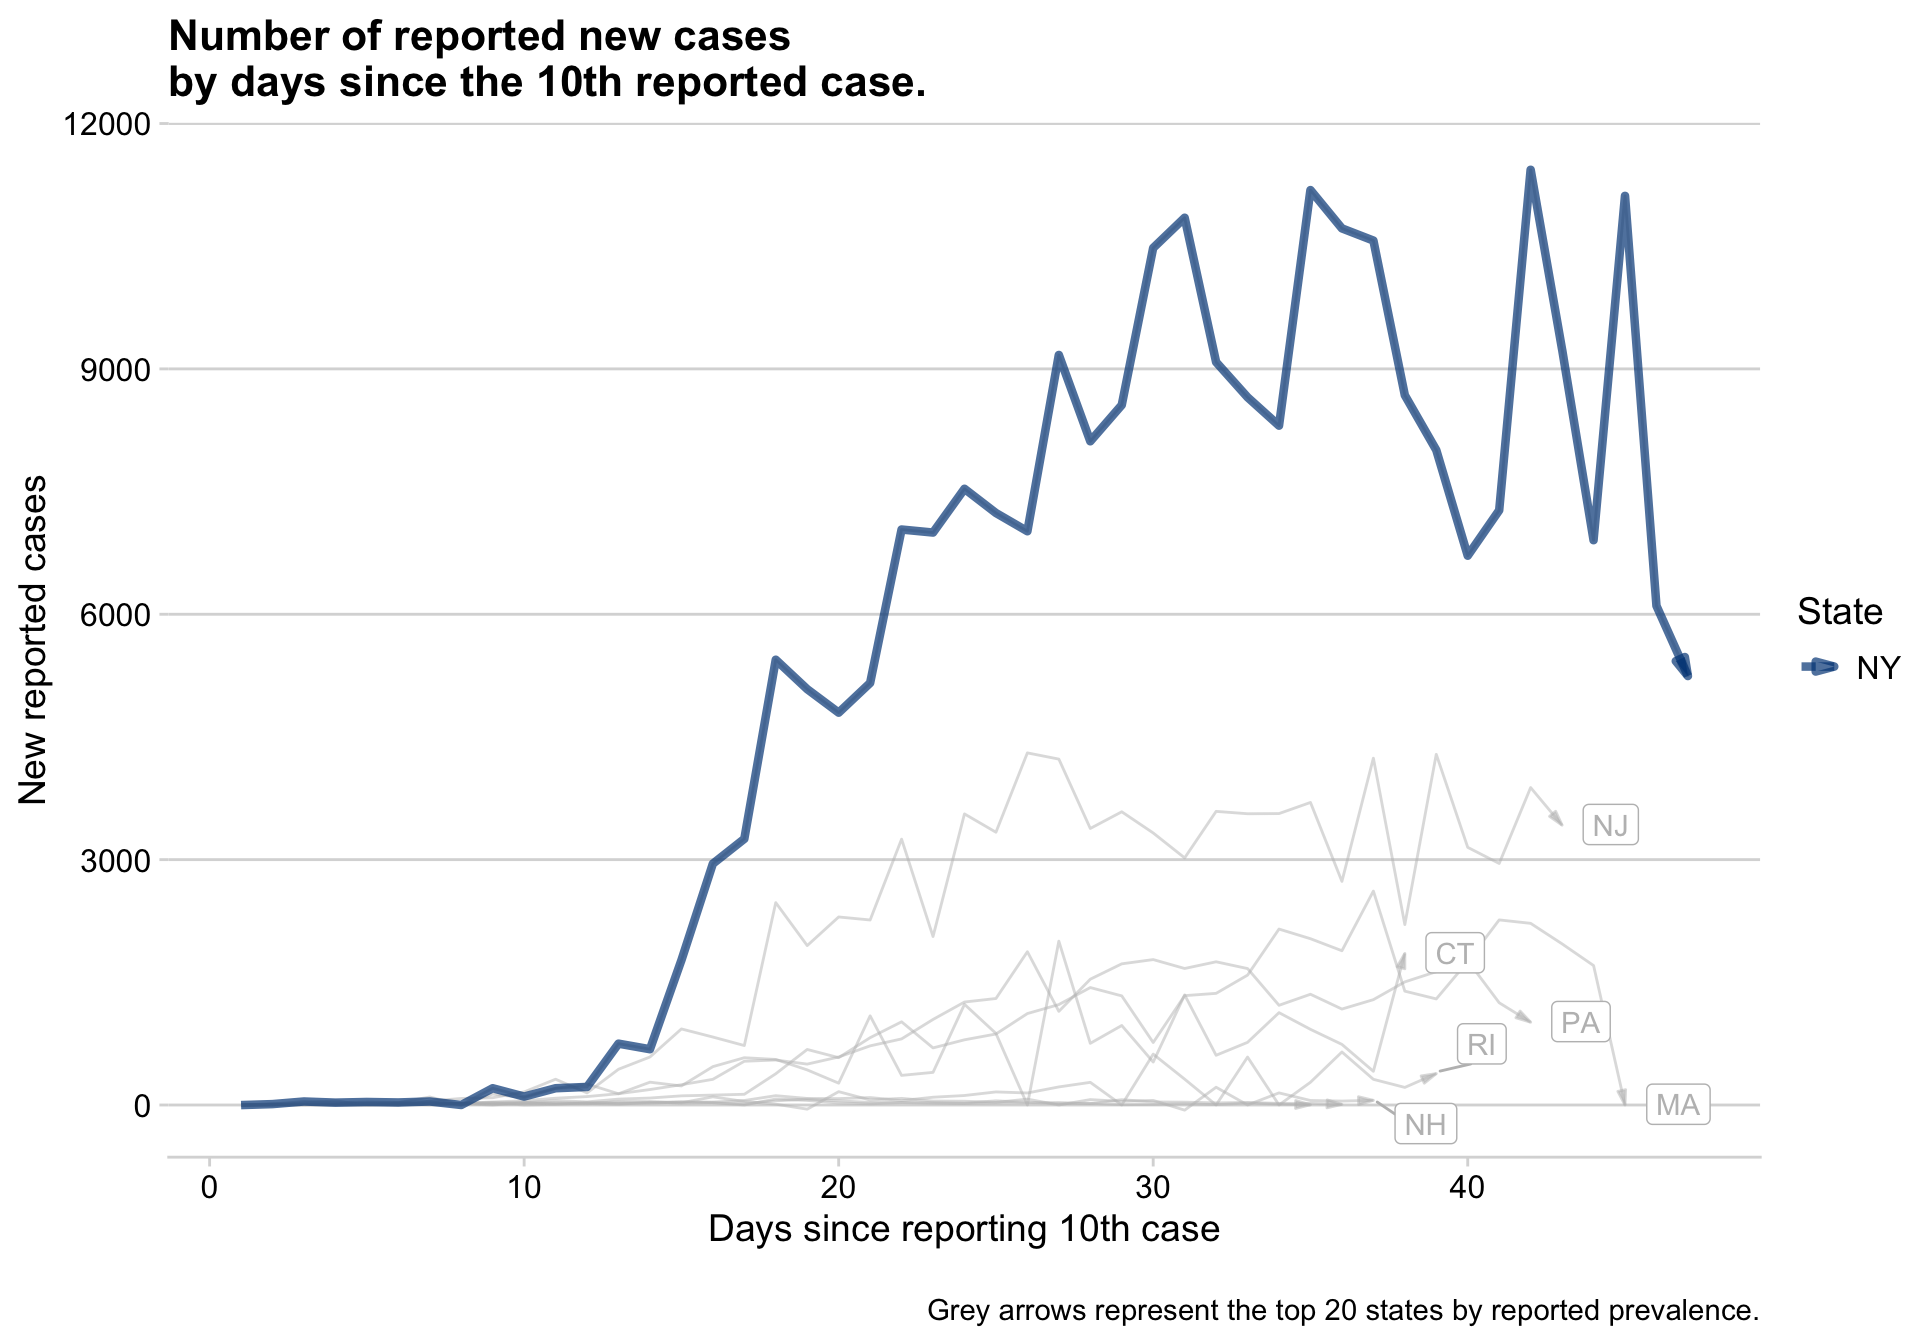 Number of reported new cases
by days since the 10th reported case.
12000
9000
6000
3000
0
New reported cases
NJ
CT
PA
RI
MA
NH
State
NY
0 10 20 30 40
Days since reporting 10th case
Grey arrows represent the top 20 states by reported prevalence.